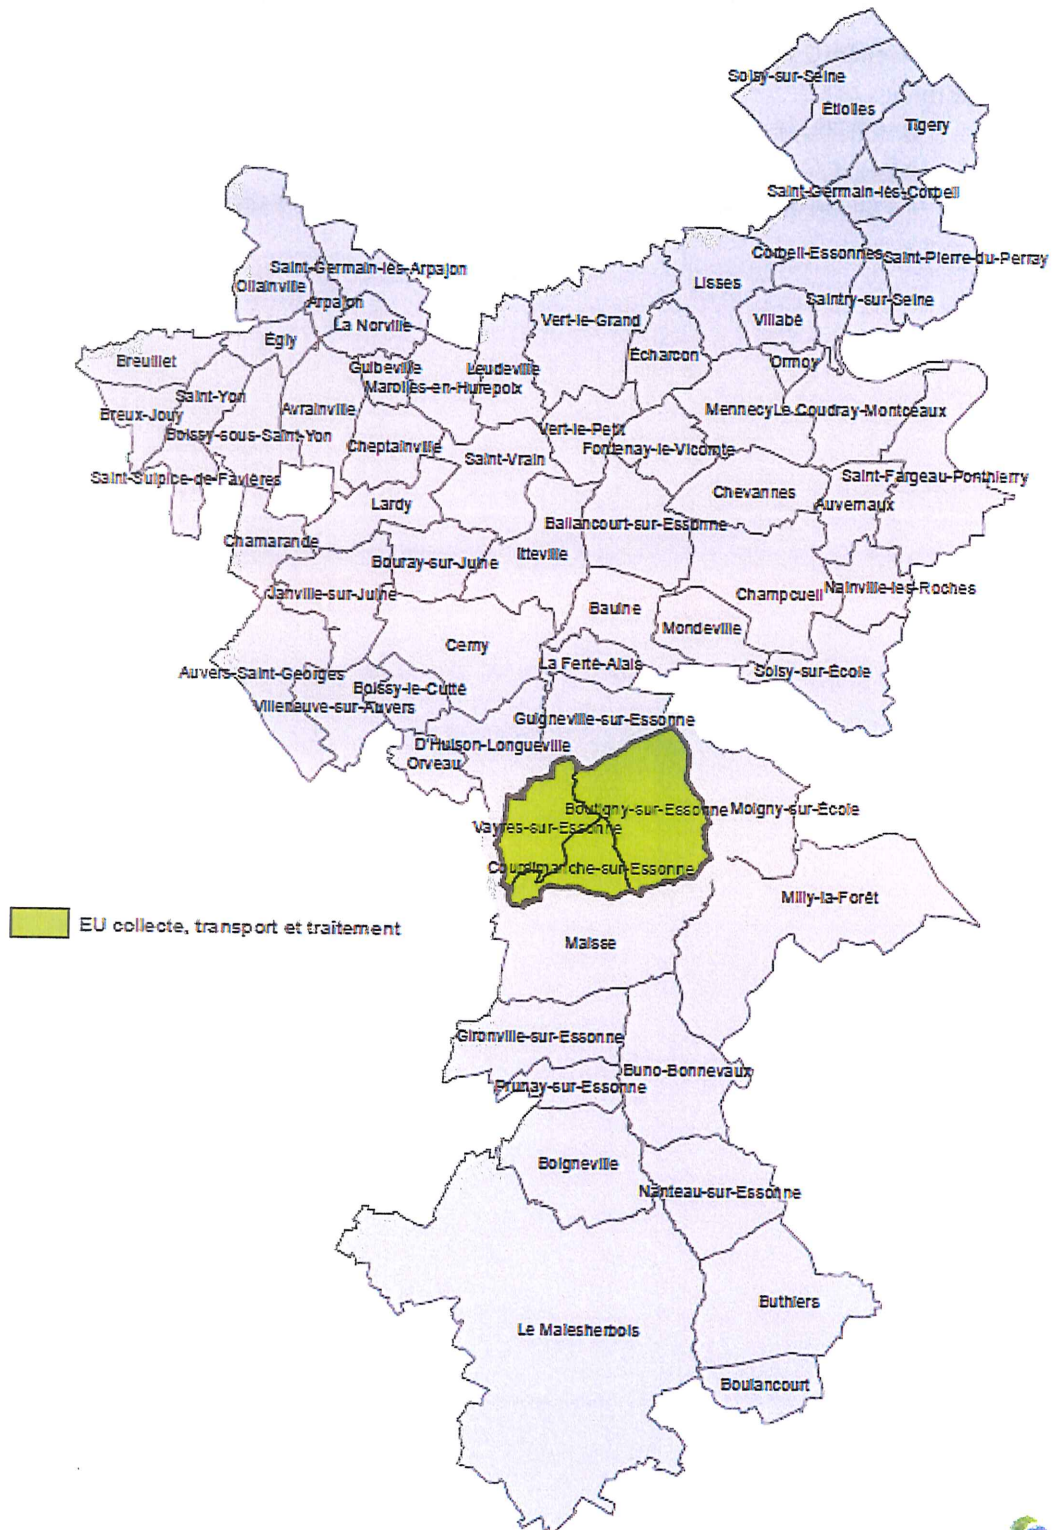 Soisy-sur-Seine
Étiolles
Tigery
Saint-Germain-lès-Corbeil
Corbeil-Essonnes
Saint-Pierre-du-Perray
Saint-Germain-lès-Arpajon
Ollainville
Lisses
Arpajon
Saintry-sur-Seine
La Norville
Vert-le-Grand
Villabé
Égly
Écharcon
Breuillet
Ormoy
Guibeville
Leudeville
Marolles-en-Hurepoix
Saint-Yon
Avrainville
Mennecy
Le Coudray-Montceaux
Breux-Jouy
Boissy-sous-Saint-Yon
Vert-le-Petit
Cheptainville
Fontenay-le-Vicomte
Saint-Vrain
Saint-Sulpice-de-Favières
Saint-Fargeau-Ponthierry
Chevannes
Lardy
Auvernaux
Ballancourt-sur-Essonne
Chamarande
Itteville
Bouray-sur-Juine
Janville-sur-Juine
Champcueil
Nainville-les-Roches
Baulne
Mondeville
Cerny
La Ferté-Alais
Auvers-Saint-Georges
Soisy-sur-École
Boissy-le-Cutté
Villeneuve-sur-Auvers
Guigneville-sur-Essonne
D'Huison-Longueville
Orveau
Boutigny-sur-Essonne
Moigny-sur-École
Vayres-sur-Essonne
Courdimanche-sur-Essonne
Milly-la-Forêt
EU collecte, transport et traitement
Maisse
Gironville-sur-Essonne
Buno-Bonnevaux
Prunay-sur-Essonne
Boigneville
Nanteau-sur-Essonne
Buthiers
Le Malesherbois
Boulancourt